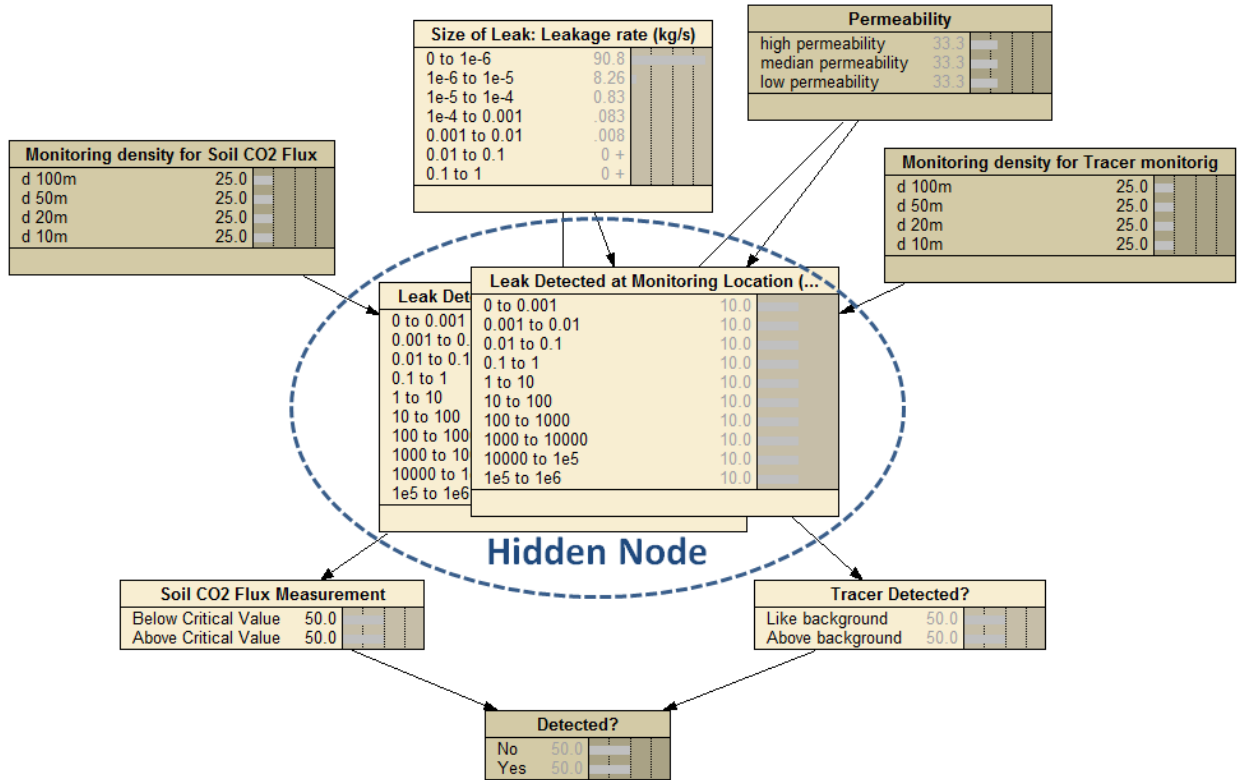 Size of Leak: Leakage rate (kg/s)
0 to 1e-6 90.8
1e-6 to 1e-5 8.26
1e-5 to 1e-4 0.83
1e-4 to 0.001 .083
0.001 to 0.01 .008
0.01 to 0.1 0 +
0.1 to 1 0 +
Permeability
high permeability 33.3
median permeability 33.3
low permeability 33.3
Monitoring density for Soil CO2 Flux
d 100m 25.0
d 50m 25.0
d 20m 25.0
d 10m 25.0
Monitoring density for Tracer monitorig
d 100m 25.0
d 50m 25.0
d 20m 25.0
d 10m 25.0
Leak Det
0 to 0.001
0.001 to 0.
0.01 to 0.1
0.1 to 1
1 to 10
10 to 100
100 to 100
1000 to 10
10000 to 1
1e5 to 1e6
Leak Detected at Monitoring Location (...
0 to 0.001 10.0
0.001 to 0.01 10.0
0.01 to 0.1 10.0
0.1 to 1 10.0
1 to 10 10.0
10 to 100 10.0
100 to 1000 10.0
1000 to 10000 10.0
10000 to 1e5 10.0
1e5 to 1e6 10.0
Hidden Node
Soil CO2 Flux Measurement
Below Critical Value 50.0
Above Critical Value 50.0
Tracer Detected?
Like background 50.0
Above background 50.0
Detected?
No 50.0
Yes 50.0